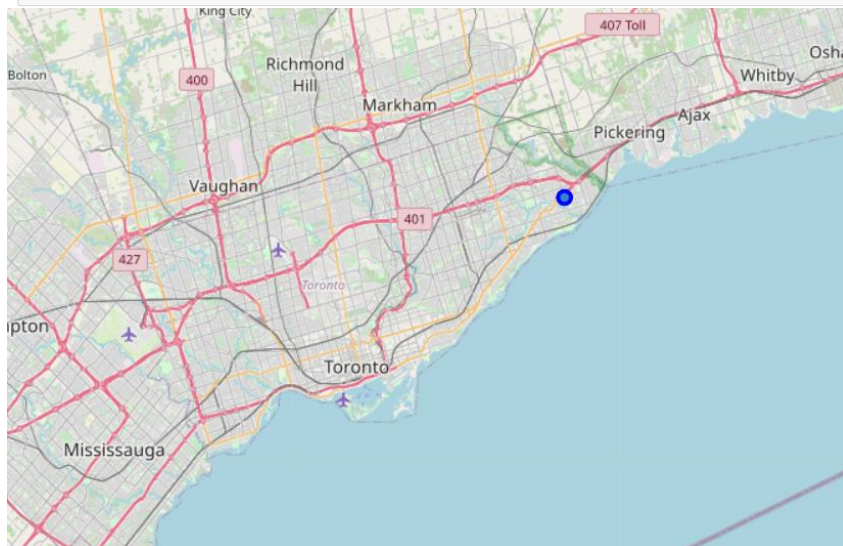 King City
407 Toll
Osha
Bolton
400
Richmond
Hill
Whitby
Markham
Ajax
Pickering
Vaughan
401
427
Toronto
mpton
Toronto
Mississauga